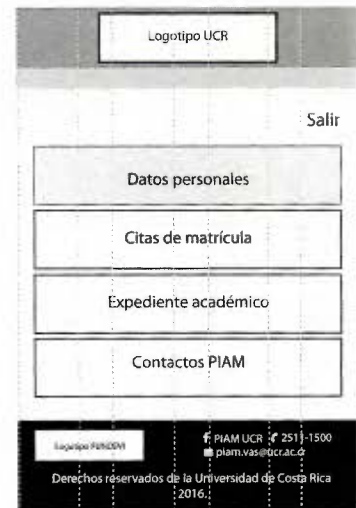 Logotipo UCR
Salir
Datos personales
Citas de matrícula
Expediente académico
Contactos PIAM
Logotipo FUNDEVI
PIAM UCR 2511-1500
piam.vas@ucr.ac.cr
Derechos reservados de la Universidad de Costa Rica
2016.